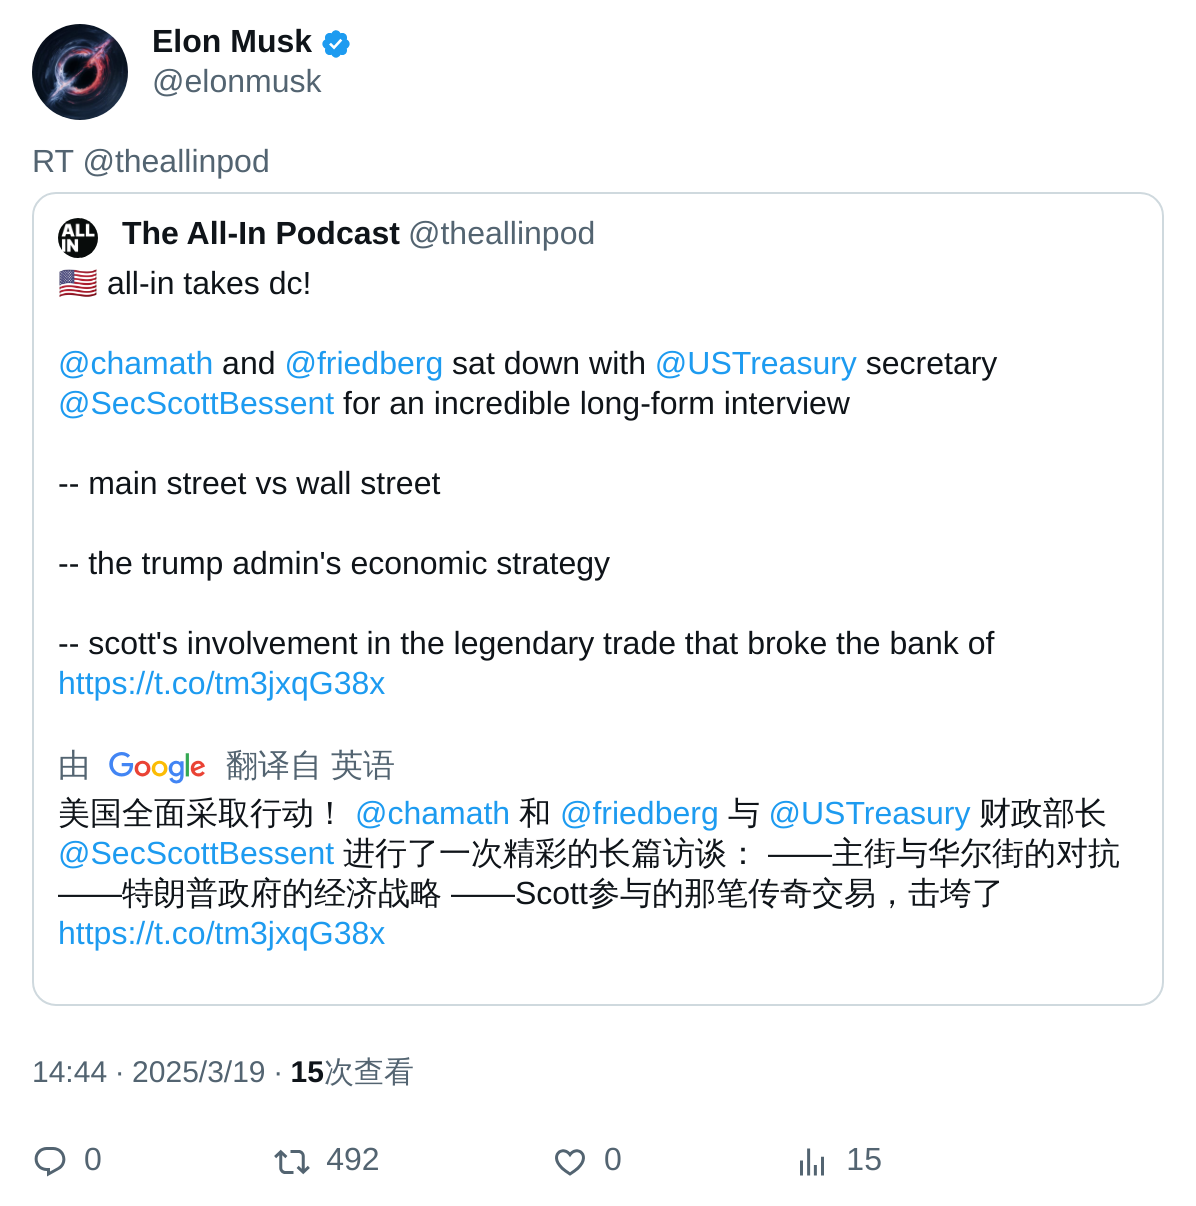 Elon Musk
@elonmusk
RT @theallinpod
ALL IN The All-In Podcast @theallinpod
🇺🇸 all-in takes dc!
@chamath and @friedberg sat down with @USTreasury secretary
@SecScottBessent for an incredible long-form interview
-- main street vs wall street
-- the trump admin's economic strategy
-- scott's involvement in the legendary trade that broke the bank of
https://t.co/tm3jxqG38x
由 Google 翻译自 英语
美国全面采取行动！ @chamath 和 @friedberg 与 @USTreasury 财政部长
@SecScottBessent 进行了一次精彩的长篇访谈： ——主街与华尔街的对抗
——特朗普政府的经济战略 ——Scott参与的那笔传奇交易，击垮了
https://t.co/tm3jxqG38x
14:44 · 2025/3/19 · 15次查看
0 492 0 15